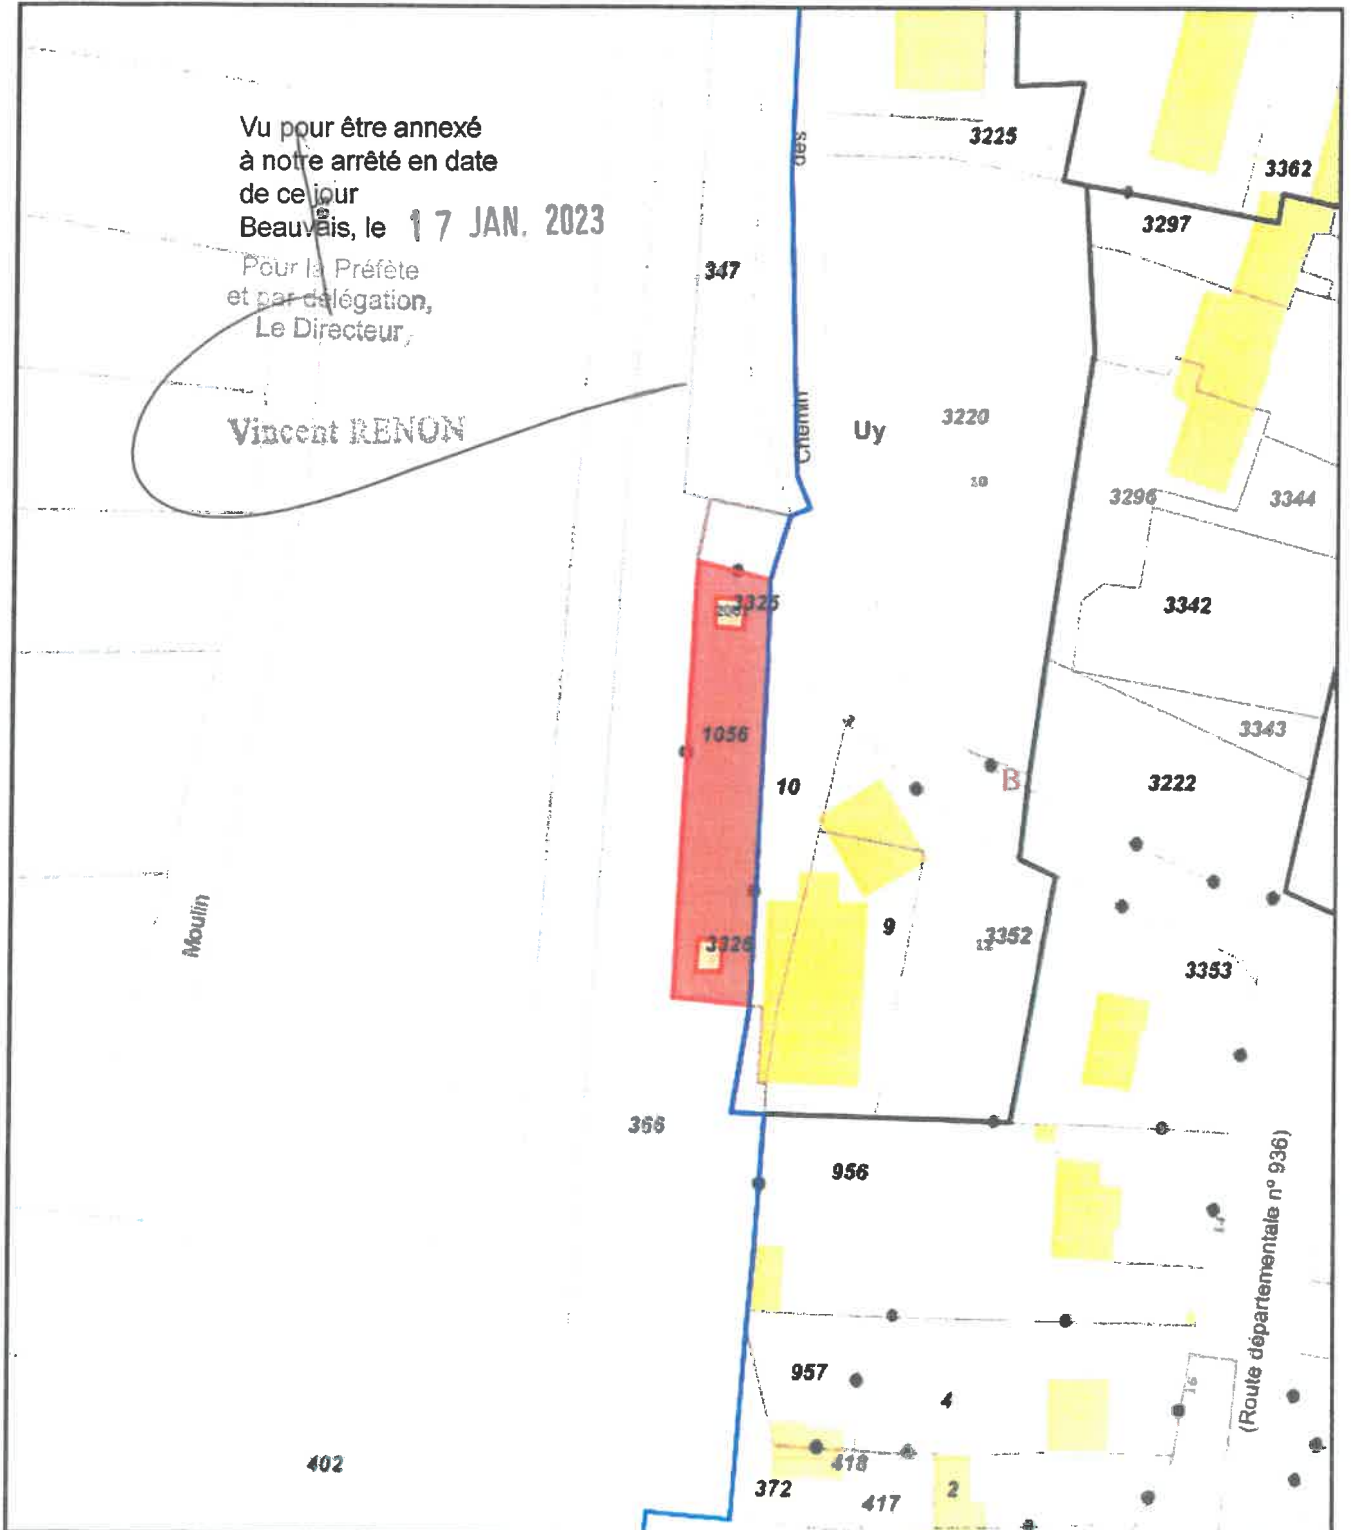 Vu pour être annexé
à notre arrêté en date
de ce jour
Beauvais, le 17 JAN. 2023
Pour la Préfète
et par délégation,
Le Directeur,
Vincent RENON
des
3225
3362
3297
347
Chemin
Uy
3220
10
3296
3344
3342
3325
1056
3343
10
B
3222
Moulin
9
3326
12
3352
3353
366
956
(Route départementale nº 936)
14
957
4
16
402
418
372
417
2